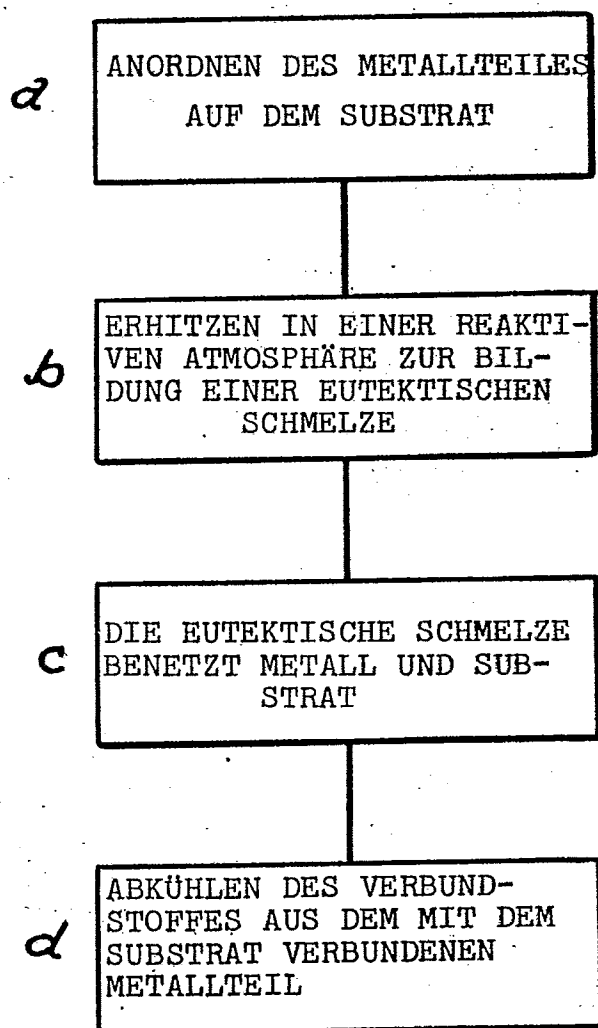 a
ANORDNEN DES METALLTEILES
AUF DEM SUBSTRAT
b
ERHITZEN IN EINER REAKTI-
VEN ATMOSPHÄRE ZUR BIL-
DUNG EINER EUTEKTISCHEN
SCHMELZE
c
DIE EUTEKTISCHE SCHMELZE
BENETZT METALL UND SUB-
STRAT
d
ABKÜHLEN DES VERBUND-
STOFFES AUS DEM MIT DEM
SUBSTRAT VERBUNDENEN
METALLTEIL